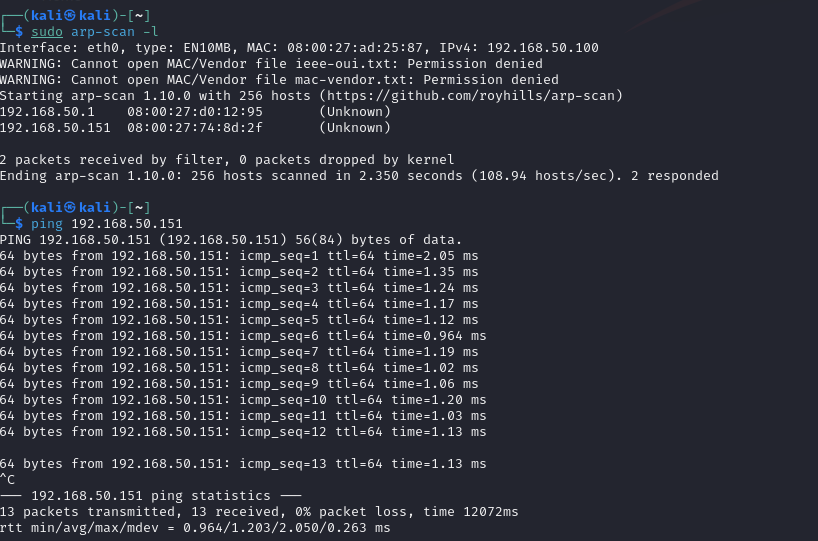 ┌──(kali㉿kali)-[~]
└─$ sudo arp-scan -l
Interface: eth0, type: EN10MB, MAC: 08:00:27:ad:25:87, IPv4: 192.168.50.100
WARNING: Cannot open MAC/Vendor file ieee-oui.txt: Permission denied
WARNING: Cannot open MAC/Vendor file mac-vendor.txt: Permission denied
Starting arp-scan 1.10.0 with 256 hosts (https://github.com/royhills/arp-scan)
192.168.50.1    08:00:27:d0:12:95       (Unknown)
192.168.50.151  08:00:27:74:8d:2f       (Unknown)

2 packets received by filter, 0 packets dropped by kernel
Ending arp-scan 1.10.0: 256 hosts scanned in 2.350 seconds (108.94 hosts/sec). 2 responded

┌──(kali㉿kali)-[~]
└─$ ping 192.168.50.151
PING 192.168.50.151 (192.168.50.151) 56(84) bytes of data.
64 bytes from 192.168.50.151: icmp_seq=1 ttl=64 time=2.05 ms
64 bytes from 192.168.50.151: icmp_seq=2 ttl=64 time=1.35 ms
64 bytes from 192.168.50.151: icmp_seq=3 ttl=64 time=1.24 ms
64 bytes from 192.168.50.151: icmp_seq=4 ttl=64 time=1.17 ms
64 bytes from 192.168.50.151: icmp_seq=5 ttl=64 time=1.12 ms
64 bytes from 192.168.50.151: icmp_seq=6 ttl=64 time=0.964 ms
64 bytes from 192.168.50.151: icmp_seq=7 ttl=64 time=1.19 ms
64 bytes from 192.168.50.151: icmp_seq=8 ttl=64 time=1.02 ms
64 bytes from 192.168.50.151: icmp_seq=9 ttl=64 time=1.06 ms
64 bytes from 192.168.50.151: icmp_seq=10 ttl=64 time=1.20 ms
64 bytes from 192.168.50.151: icmp_seq=11 ttl=64 time=1.03 ms
64 bytes from 192.168.50.151: icmp_seq=12 ttl=64 time=1.13 ms

64 bytes from 192.168.50.151: icmp_seq=13 ttl=64 time=1.13 ms
^C
--- 192.168.50.151 ping statistics ---
13 packets transmitted, 13 received, 0% packet loss, time 12072ms
rtt min/avg/max/mdev = 0.964/1.203/2.050/0.263 ms